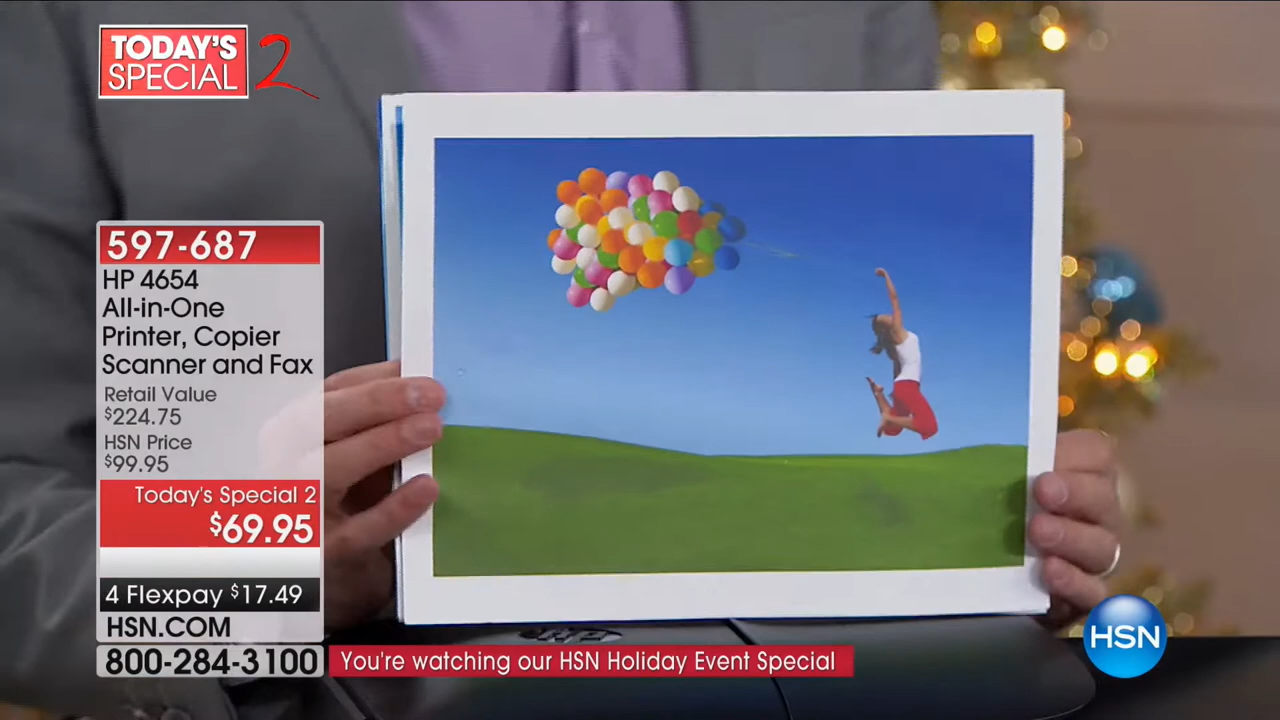 TODAY'S
SPECIAL 2
597-687
HP 4654
All-in-One
Printer, Copier
Scanner and Fax
Retail Value
$224.75
HSN Price
$99.95
Today's Special 2
$69.95
4 Flexpay $17.49
HSN.COM
800-284-3100
You're watching our HSN Holiday Event Special
hp
HSN